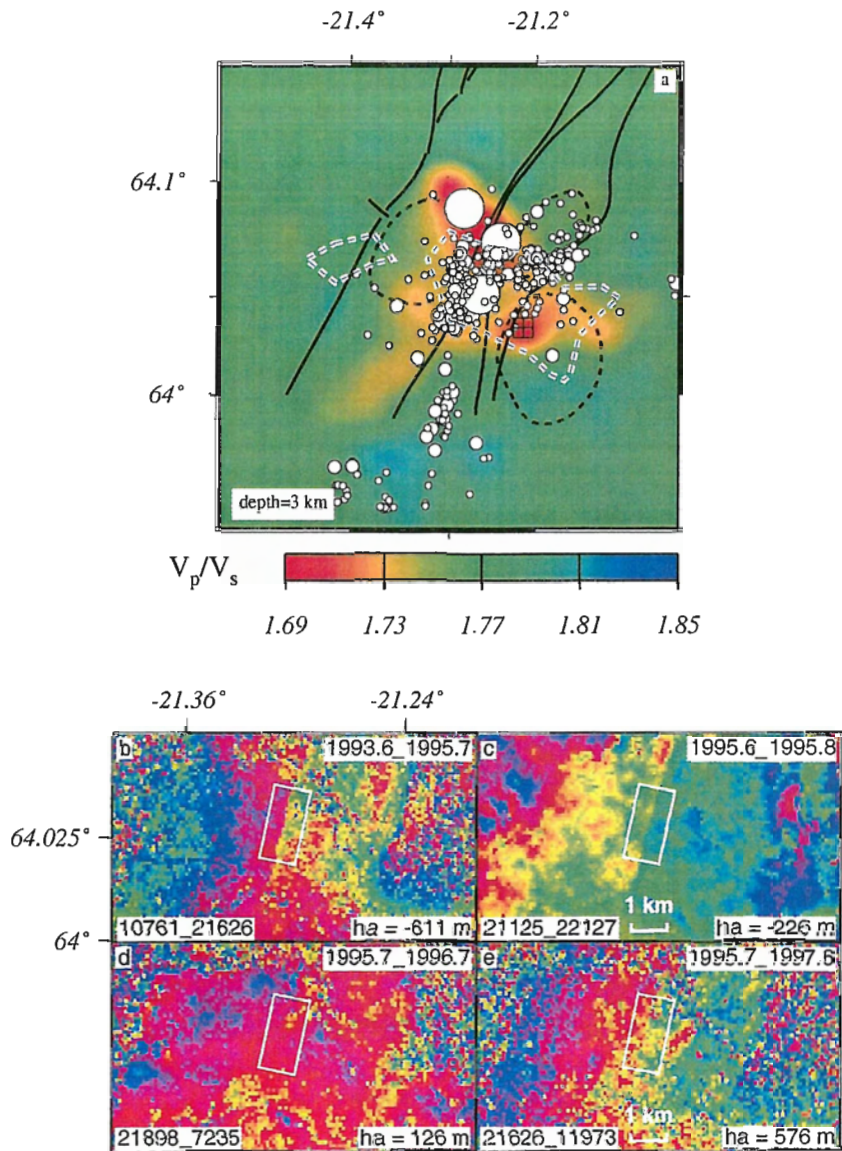 -21.4° -21.2°
a
64.1°
64°
depth=3 km
Vp/Vs
1.69 1.73 1.77 1.81 1.85
-21.36° -21.24°
b 1993.6_1995.7
c 1995.6_1995.8
64.025°
1 km
10761_21626 ha = -611 m
21125_22127 ha = -226 m
64°
d 1995.7_1996.7
e 1995.7_1997.6
1 km
21898_7235 ha = 126 m
21626_11973 ha = 576 m